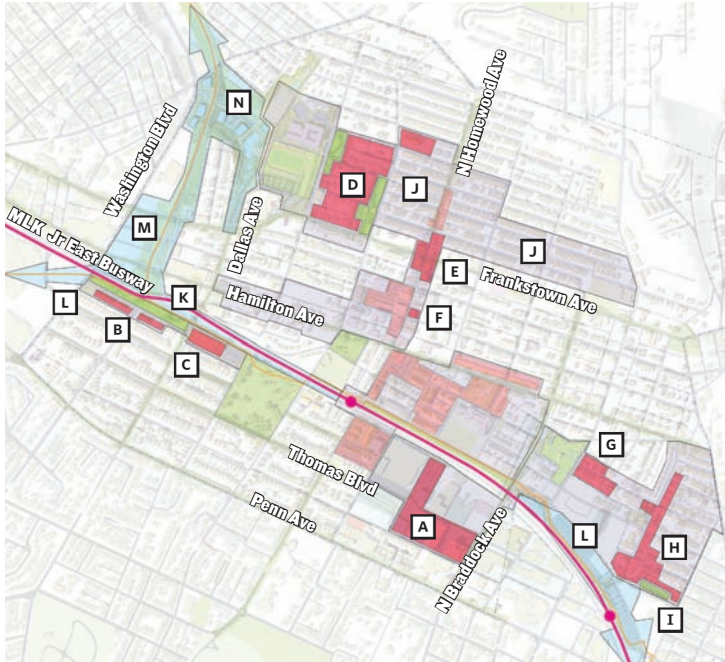 N Homewood Ave
N
Washington Blvd
D
J
M
Dallas Ave
J
MLK Jr East Busway
E
Frankstown Ave
L
K
Hamilton Ave
B
F
C
G
Thomas Blvd
Penn Ave
A
N Braddock Ave
L
H
I